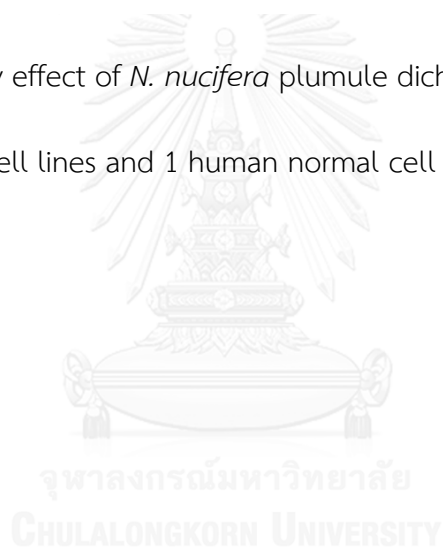 effect of N. nucifera plumule
ell lines and 1 human normal cell
จุฬาลงกรณ์มหาวิทยาลัย
CHULALONGKORN UNIVERSITY